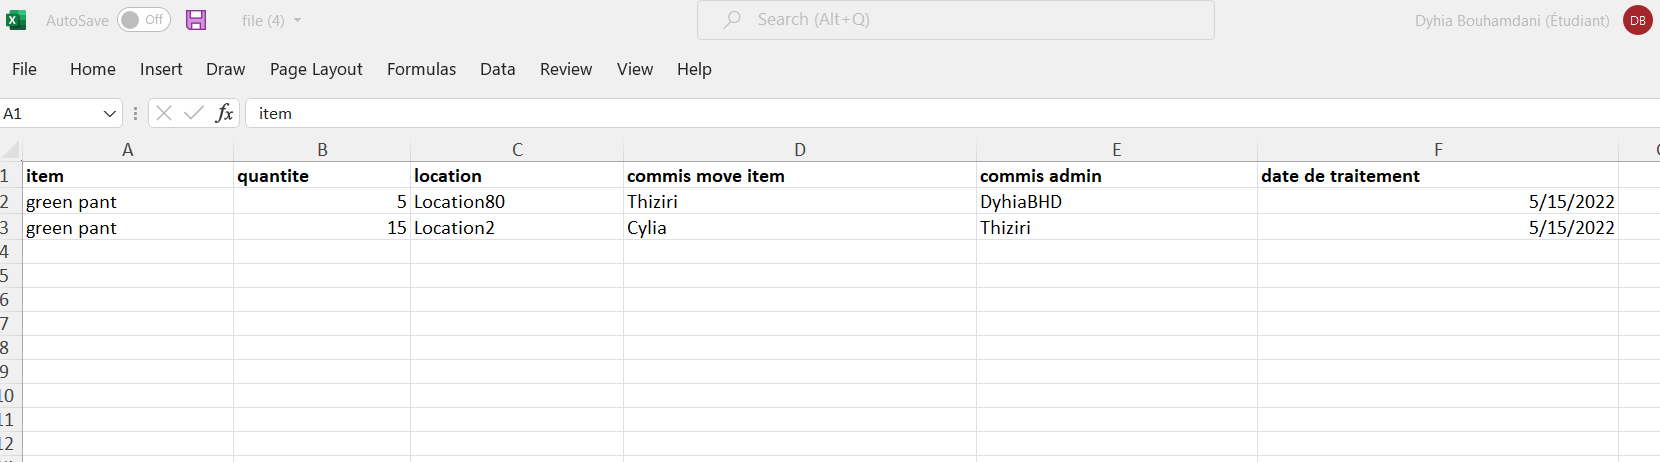 AutoSave Off file (4) Search (Alt+Q) Dyhia Bouhamdani (Étudiant) DB
File Home Insert Draw Page Layout Formulas Data Review View Help
A1 fx item
A B C D E F
1 item quantite location commis move item commis admin date de traitement
2 green pant 5 Location80 Thiziri DyhiaBHD 5/15/2022
3 green pant 15 Location2 Cylia Thiziri 5/15/2022
4
5
6
7
8
9
10
11
12